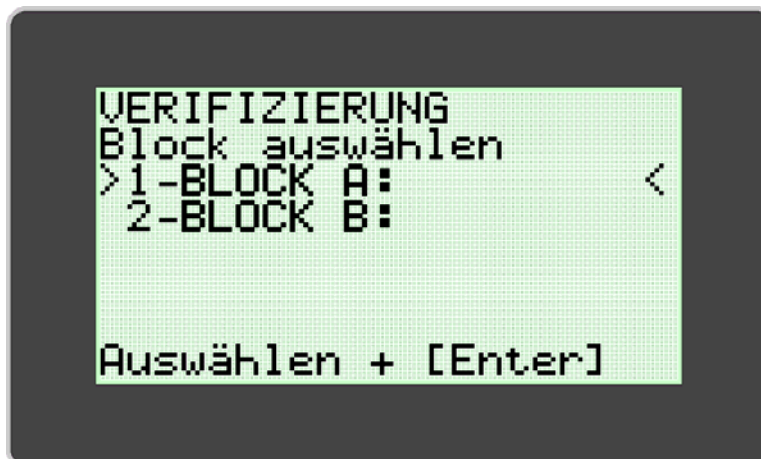 VERIFIZIERUNG
Block auswählen
>1-BLOCK A: <
2-BLOCK B:
Auswählen + [Enter]